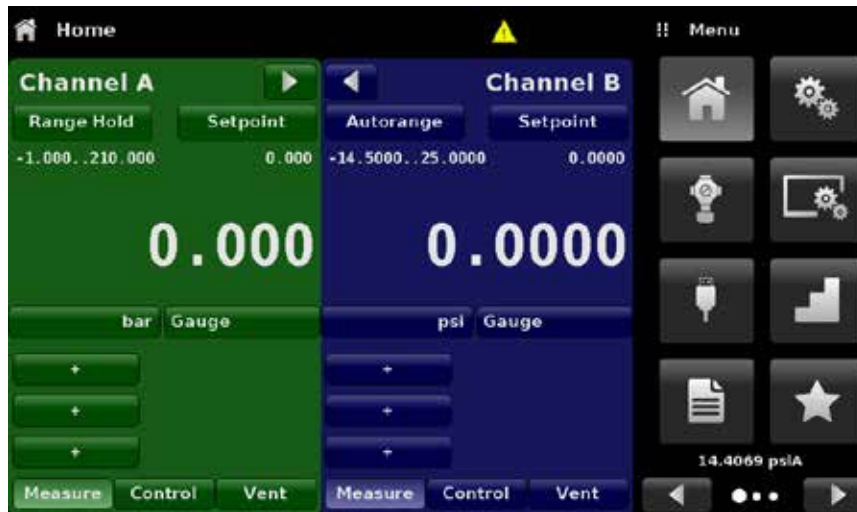 Home
Menu
Channel A
Channel B
Range Hold Setpoint
Autorange Setpoint
-1.000..210.000 0.000
-14.5000..25.0000 0.0000
0.000
0.0000
bar Gauge
psi Gauge
+
+
+
+
+
+
14.4069 psiA
Measure Control Vent
Measure Control Vent